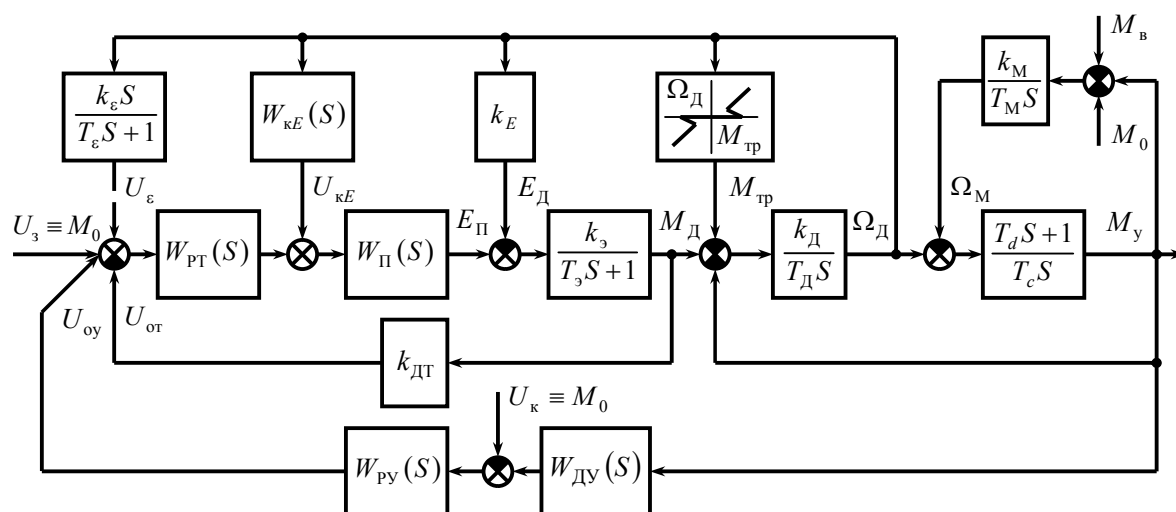 M_в
k_ε S / (T_ε S + 1)
W_кE(S)
k_E
Ω_Д
M_тр
k_М / (T_М S)
M_0
U_ε
U_кE
E_Д
M_тр
Ω_М
U_з ≡ M_0
W_РТ(S)
W_П(S)
E_П
k_э / (T_э S + 1)
M_Д
k_Д / (T_Д S)
Ω_Д
(T_d S + 1) / (T_c S)
M_у
U_оу
U_от
k_ДТ
U_к ≡ M_0
W_РУ(S)
W_ДУ(S)